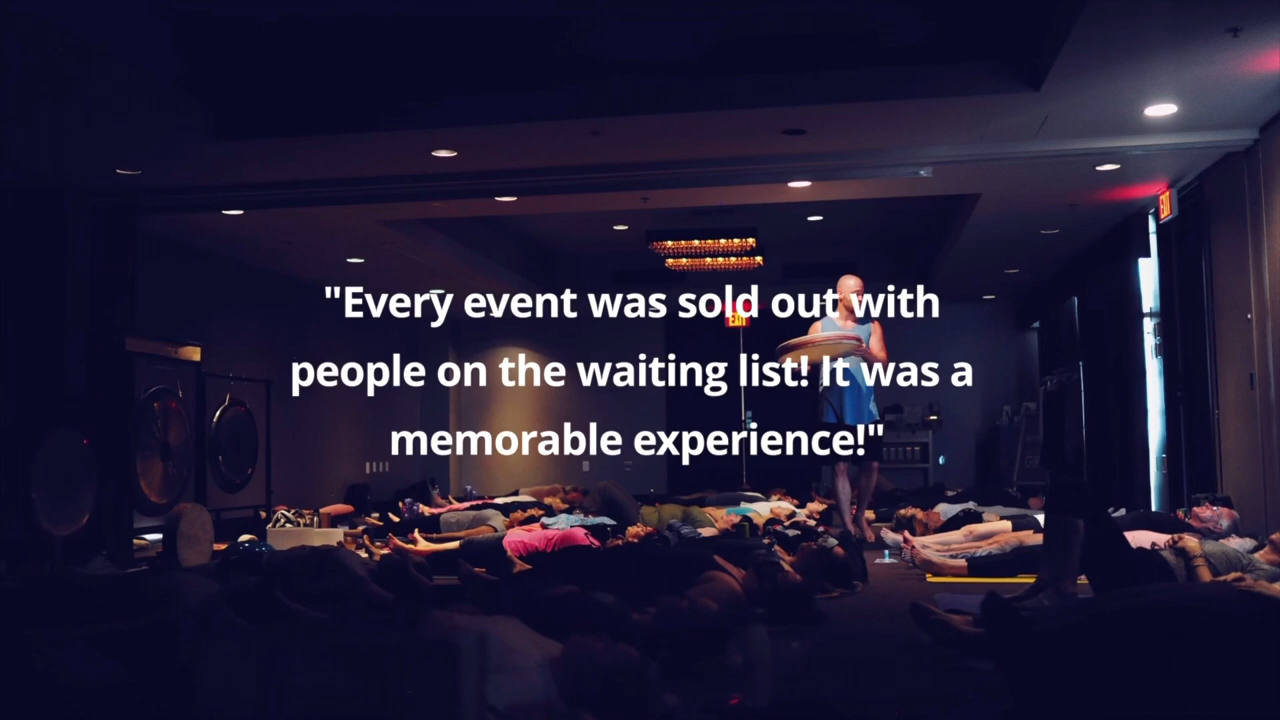 EXIT
"Every event was sold out with
EXIT
people on the waiting list! It was a
memorable experience!"